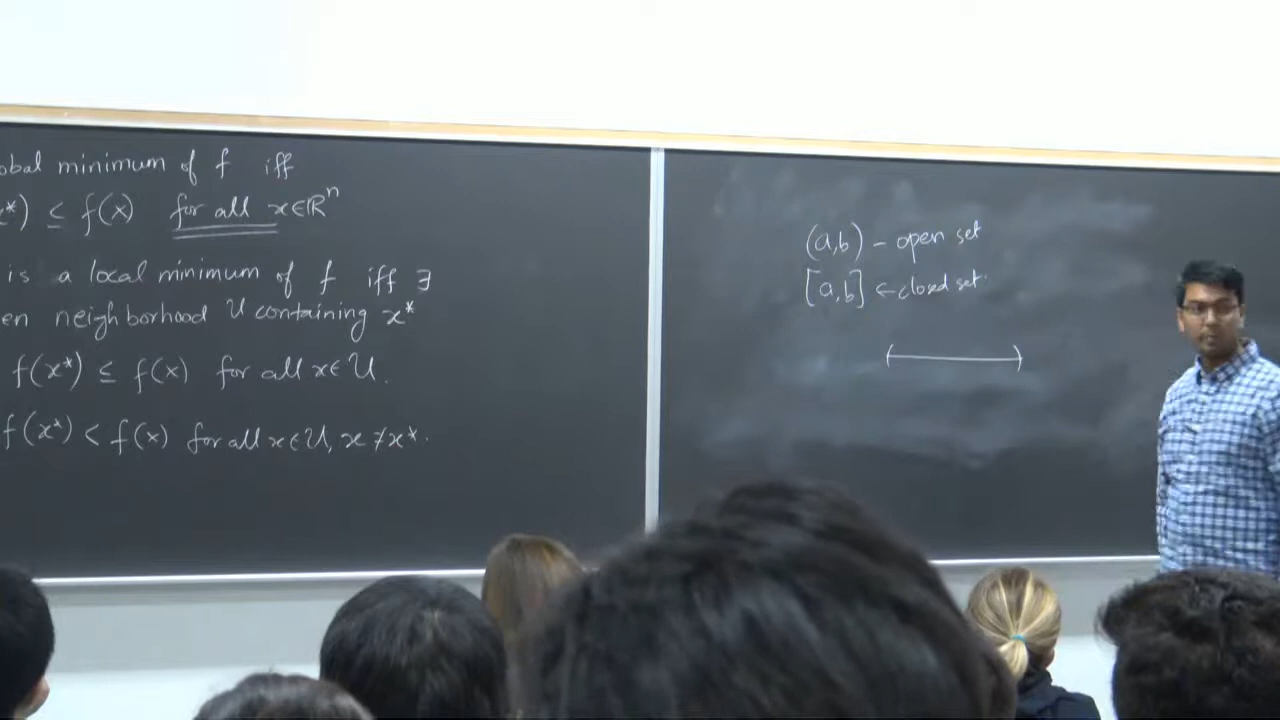 obal minimum of f iff
x*) ≤ f(x) for all x∈ℝⁿ
is a local minimum of f iff ∃
en neighborhood U containing x*
f(x*) ≤ f(x) for all x∈U.
f(x*) < f(x) for all x∈U, x≠x*.
(a,b) - open set
[a,b] ← closed set.